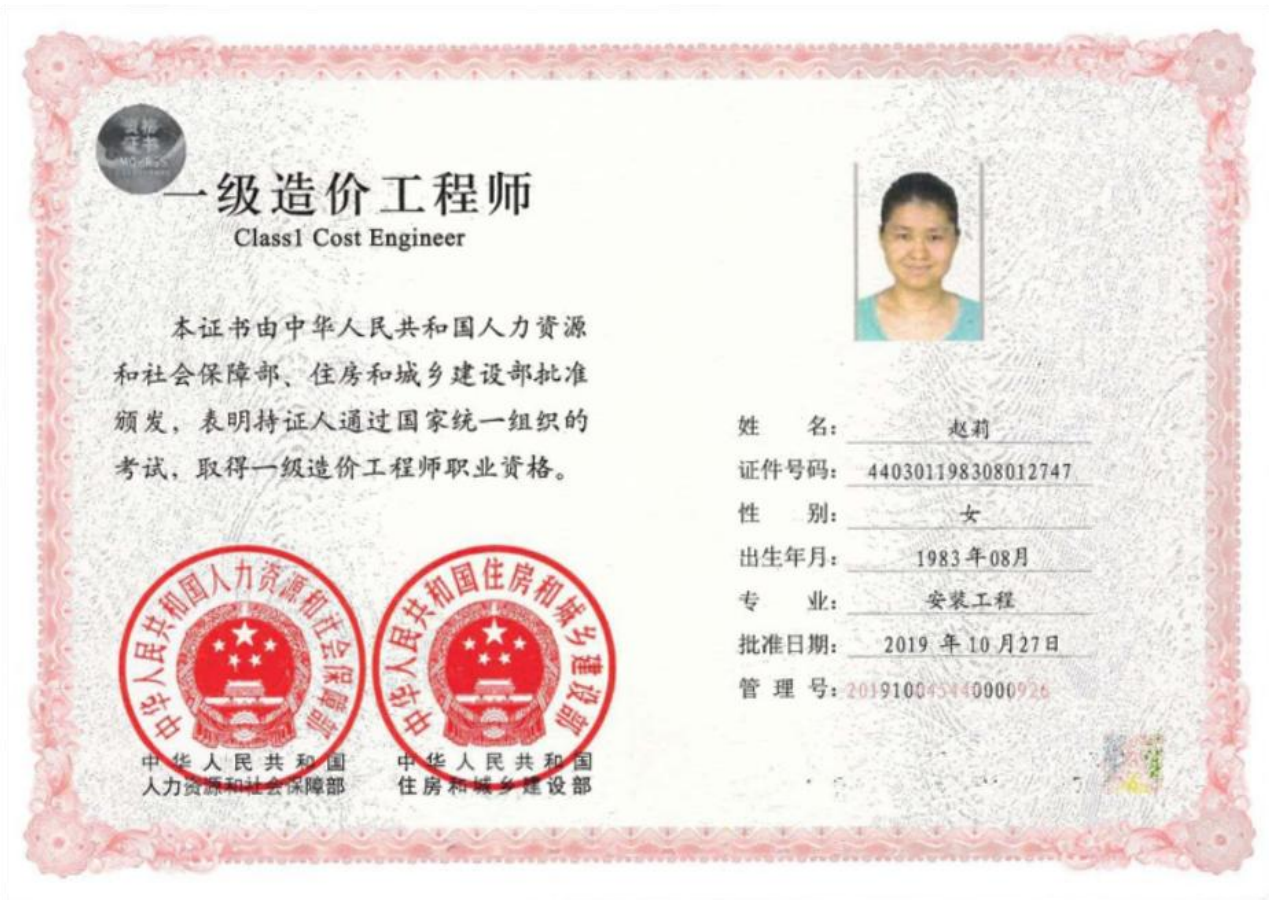 资格
证书
一级造价工程师
Class1 Cost Engineer
本证书由中华人民共和国人力资源
和社会保障部、住房和城乡建设部批准
颁发，表明持证人通过国家统一组织的
考试，取得一级造价工程师职业资格。
中华人民共和国人力资源和社会保障部
中华人民共和国住房和城乡建设部
中华人民共和国
人力资源和社会保障部
中华人民共和国
住房和城乡建设部
姓 名： 赵莉
证件号码： 440301198308012747
性 别： 女
出生年月： 1983年08月
专 业： 安装工程
批准日期： 2019 年 10 月27日
管 理 号： 201910045440000926